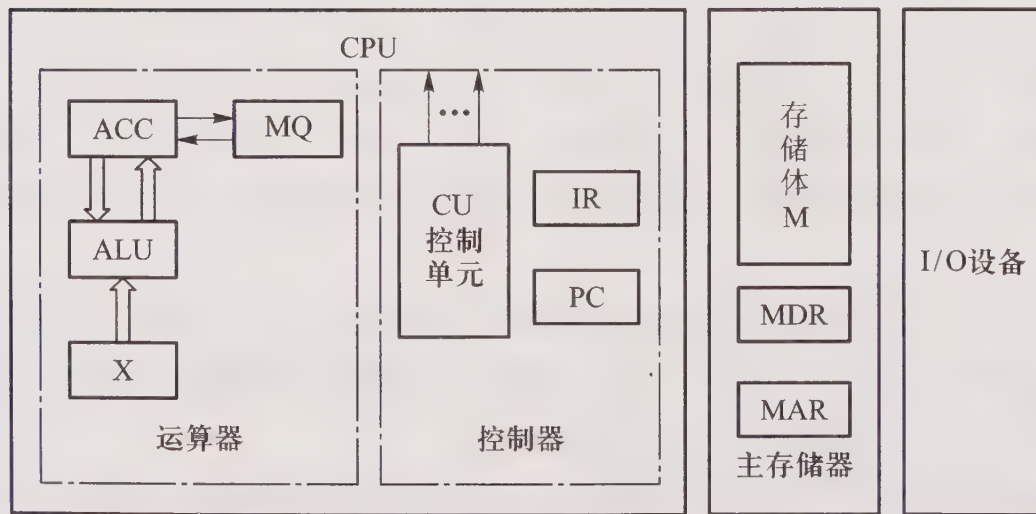 CPU
ACC
MQ
ALU
X
运算器
…
CU
控制
单元
IR
PC
控制器
存
储
体
M
MDR
MAR
主存储器
I/O设备